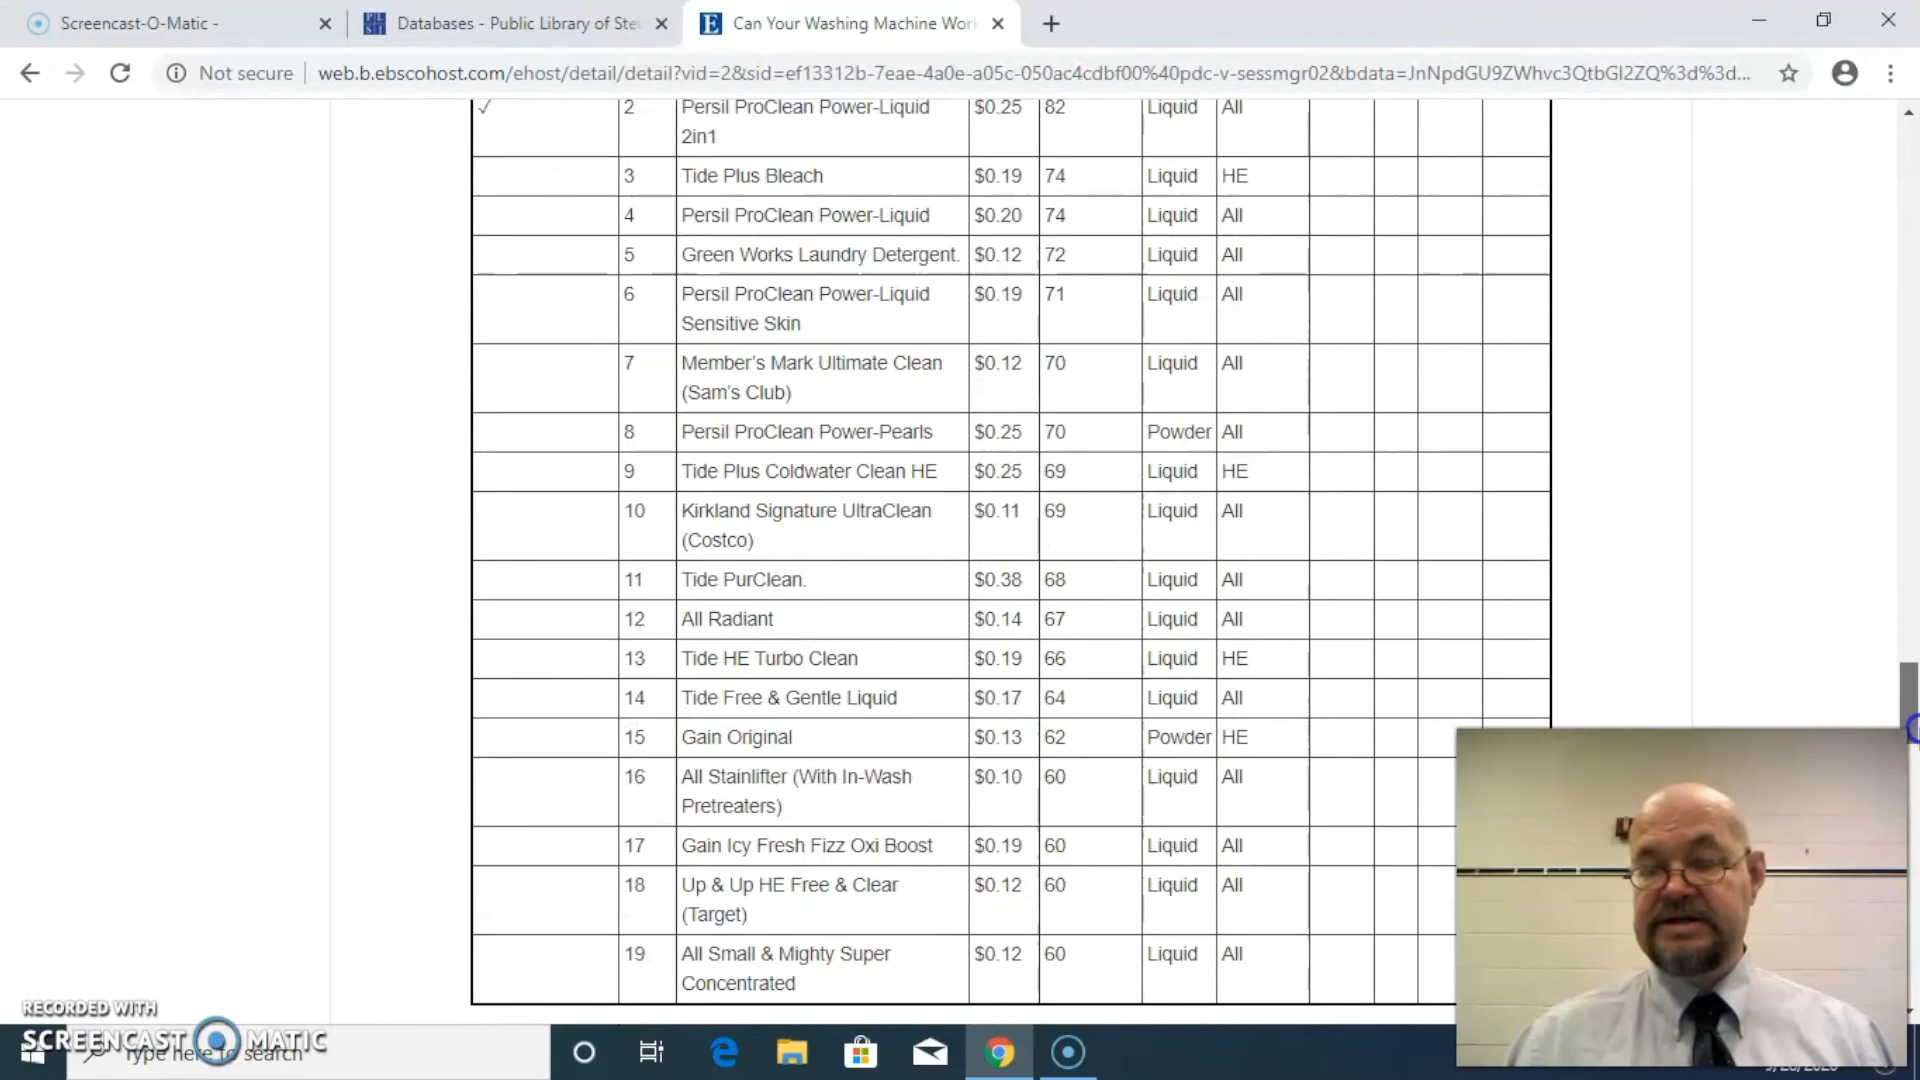 Screencast-O-Matic -
Databases - Public Library of Ste
Can Your Washing Machine Wor
Not secure
web.b.ebscohost.com/ehost/detail/detail?vid=2&sid=ef13312b-7eae-4a0e-a05c-050ac4cdbf00%40pdc-v-sessmgr02&bdata=JnNpdGU9ZWhvc3QtbGl2ZQ%3d%3d...
✓ 2 Persil ProClean Power-Liquid $0.25 82 Liquid All
2in1
3 Tide Plus Bleach $0.19 74 Liquid HE
4 Persil ProClean Power-Liquid $0.20 74 Liquid All
5 Green Works Laundry Detergent. $0.12 72 Liquid All
6 Persil ProClean Power-Liquid $0.19 71 Liquid All
Sensitive Skin
7 Member's Mark Ultimate Clean $0.12 70 Liquid All
(Sam's Club)
8 Persil ProClean Power-Pearls $0.25 70 Powder All
9 Tide Plus Coldwater Clean HE $0.25 69 Liquid HE
10 Kirkland Signature UltraClean $0.11 69 Liquid All
(Costco)
11 Tide PurClean. $0.38 68 Liquid All
12 All Radiant $0.14 67 Liquid All
13 Tide HE Turbo Clean $0.19 66 Liquid HE
14 Tide Free & Gentle Liquid $0.17 64 Liquid All
15 Gain Original $0.13 62 Powder HE
16 All Stainlifter (With In-Wash $0.10 60 Liquid All
Pretreaters)
17 Gain Icy Fresh Fizz Oxi Boost $0.19 60 Liquid All
18 Up & Up HE Free & Clear $0.12 60 Liquid All
(Target)
19 All Small & Mighty Super $0.12 60 Liquid All
Concentrated
RECORDED WITH
SCREENCAST MATIC
Type here to search